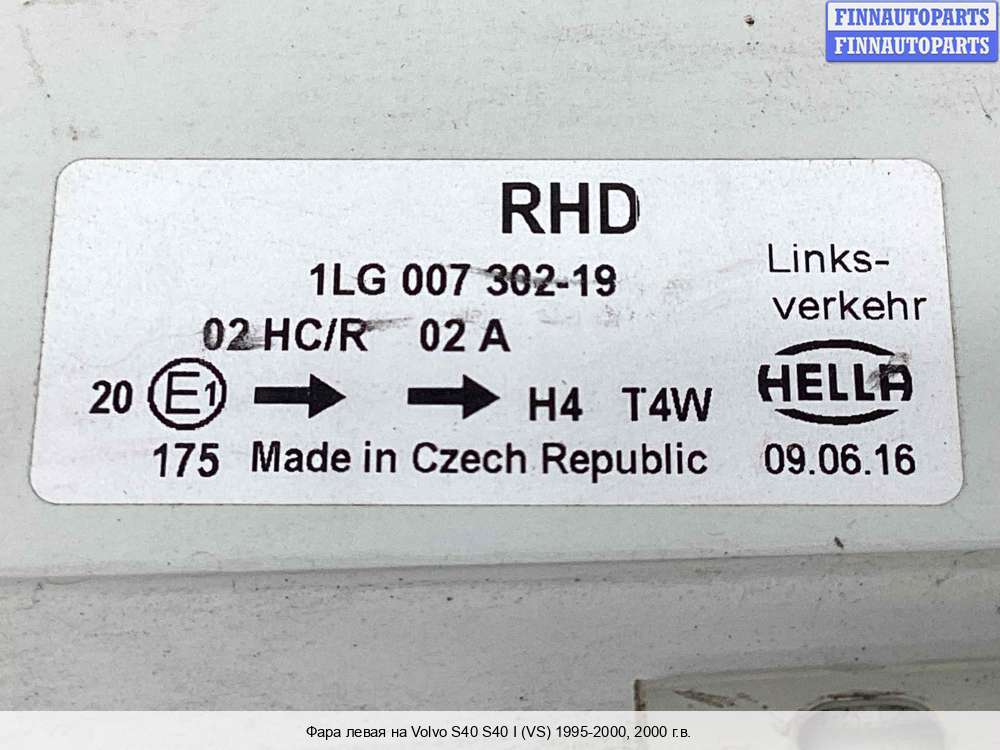 FINNAUTOPARTS
FINNAUTOPARTS
RHD
1LG 007 302-19
Links-
verkehr
02 HC/R 02 A
20 E1 H4 T4W
HELLA
175 Made in Czech Republic 09.06.16
Фара левая на Volvo S40 S40 I (VS) 1995-2000, 2000 г.в.